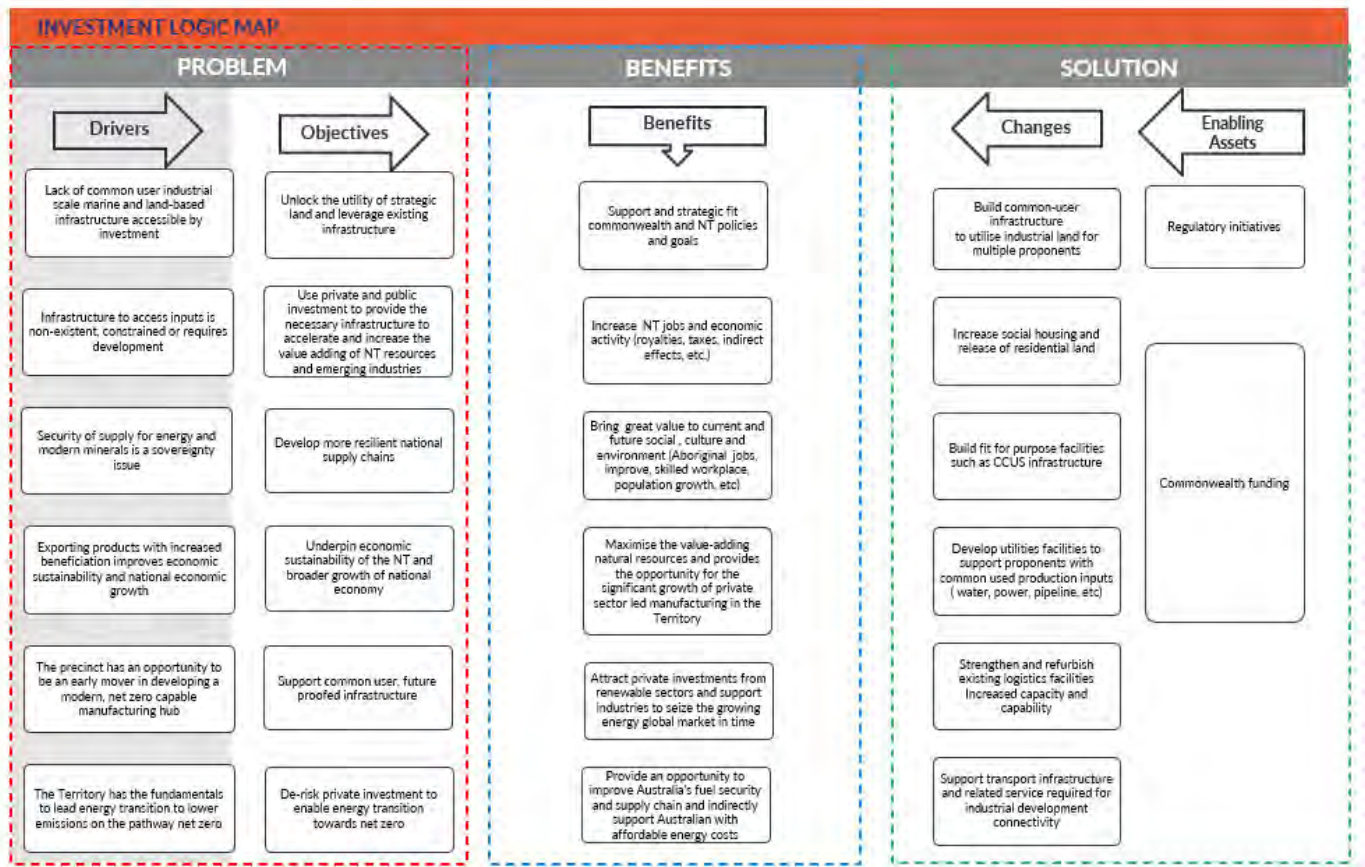 INVESTMENT LOGIC MAP
PROBLEM
BENEFITS
SOLUTION
Drivers
Objectives
Benefits
Changes
Enabling
Assets
Lack of common user industrial
scale marine and land-based
infrastructure accessible by
investment
Infrastructure to access inputs is
non-existent, constrained or requires
development
Security of supply for energy and
modern minerals is a sovereignty
issue
Exporting products with increased
beneficiation improves economic
sustainability and national economic
growth
The precinct has an opportunity to
be an early mover in developing a
modern, net zero capable
manufacturing hub
The Territory has the fundamentals
to lead energy transition to lower
emissions on the pathway net zero
Unlock the utility of strategic
land and leverage existing
infrastructure
Use private and public
investment to provide the
necessary infrastructure to
accelerate and increase the
value adding of NT resources
and emerging industries
Develop more resilient national
supply chains
Underpin economic
sustainability of the NT and
broader growth of national
economy
Support common user, future
proofed infrastructure
De-risk private investment to
enable energy transition
towards net zero
Support and strategic fit
commonwealth and NT policies
and goals
Increase NT jobs and economic
activity (royalties, taxes, indirect
effects, etc.)
Bring great value to current and
future social , culture and
environment (Aboriginal jobs,
improve, skilled workplace,
population growth, etc)
Maximise the value-adding
natural resources and provides
the opportunity for the
significant growth of private
sector led manufacturing in the
Territory
Attract private investments from
renewable sectors and support
industries to seize the growing
energy global market in time
Provide an opportunity to
improve Australia's fuel security
and supply chain and indirectly
support Australian with
affordable energy costs
Build common-user
infrastructure
to utilise industrial land for
multiple proponents
Increase social housing and
release of residential land
Build fit for purpose facilities
such as CCUS infrastructure
Develop utilities facilities to
support proponents with
common used production inputs
( water, power, pipeline, etc)
Strengthen and refurbish
existing logistics facilities
Increased capacity and
capability
Support transport infrastructure
and related service required for
industrial development
connectivity
Regulatory initiatives
Commonwealth funding